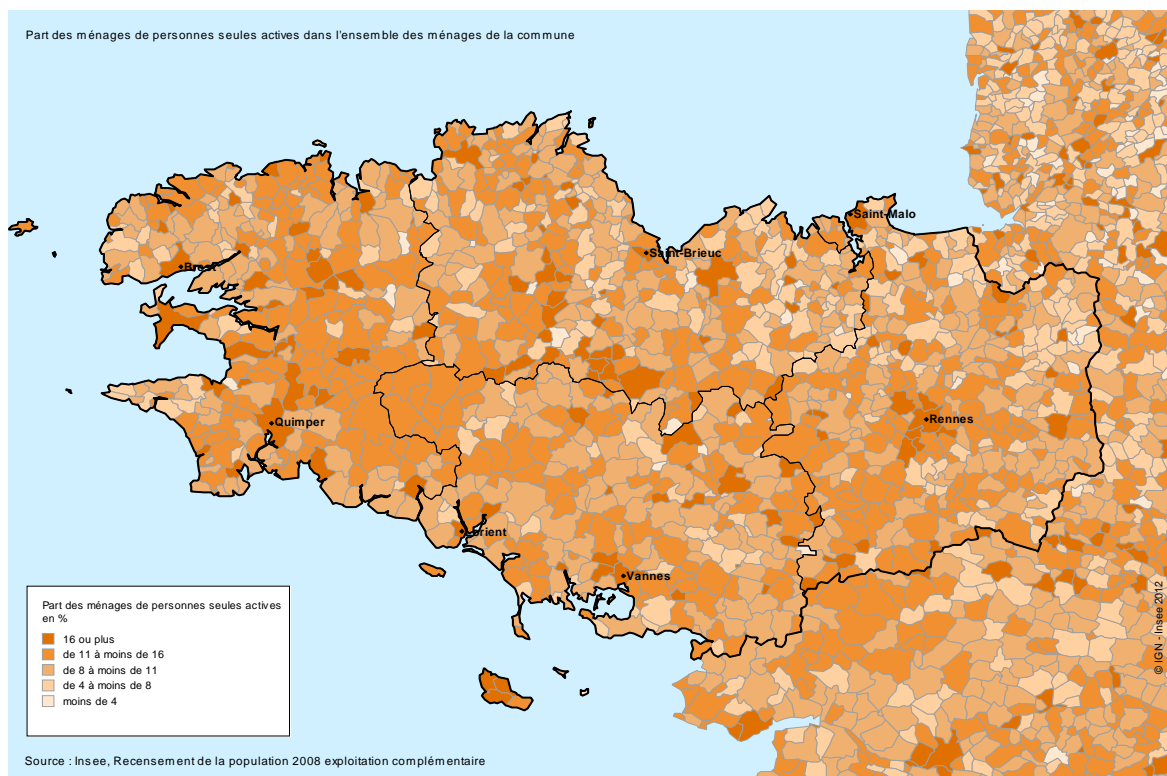 Part des ménages de personnes seules actives dans l'ensemble des ménages de la commune
Saint-Malo
Saint-Brieuc
Brest
Rennes
Quimper
Lorient
Vannes
Part des ménages de personnes seules actives
en %
16 ou plus
de 11 à moins de 16
de 8 à moins de 11
de 4 à moins de 8
moins de 4
© IGN - Insee 2012
Source : Insee, Recensement de la population 2008 exploitation complémentaire